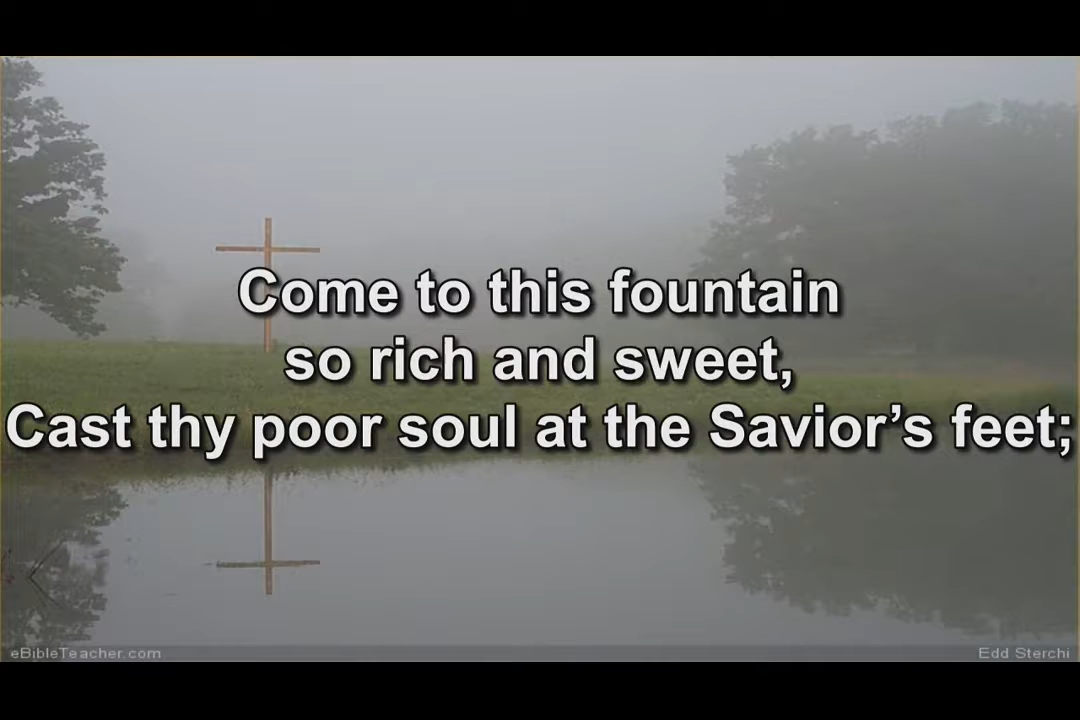 Come to this fountain
so rich and sweet,
Cast thy poor soul at the Savior’s feet;
eBibleTeacher.com
Edd Sterchi